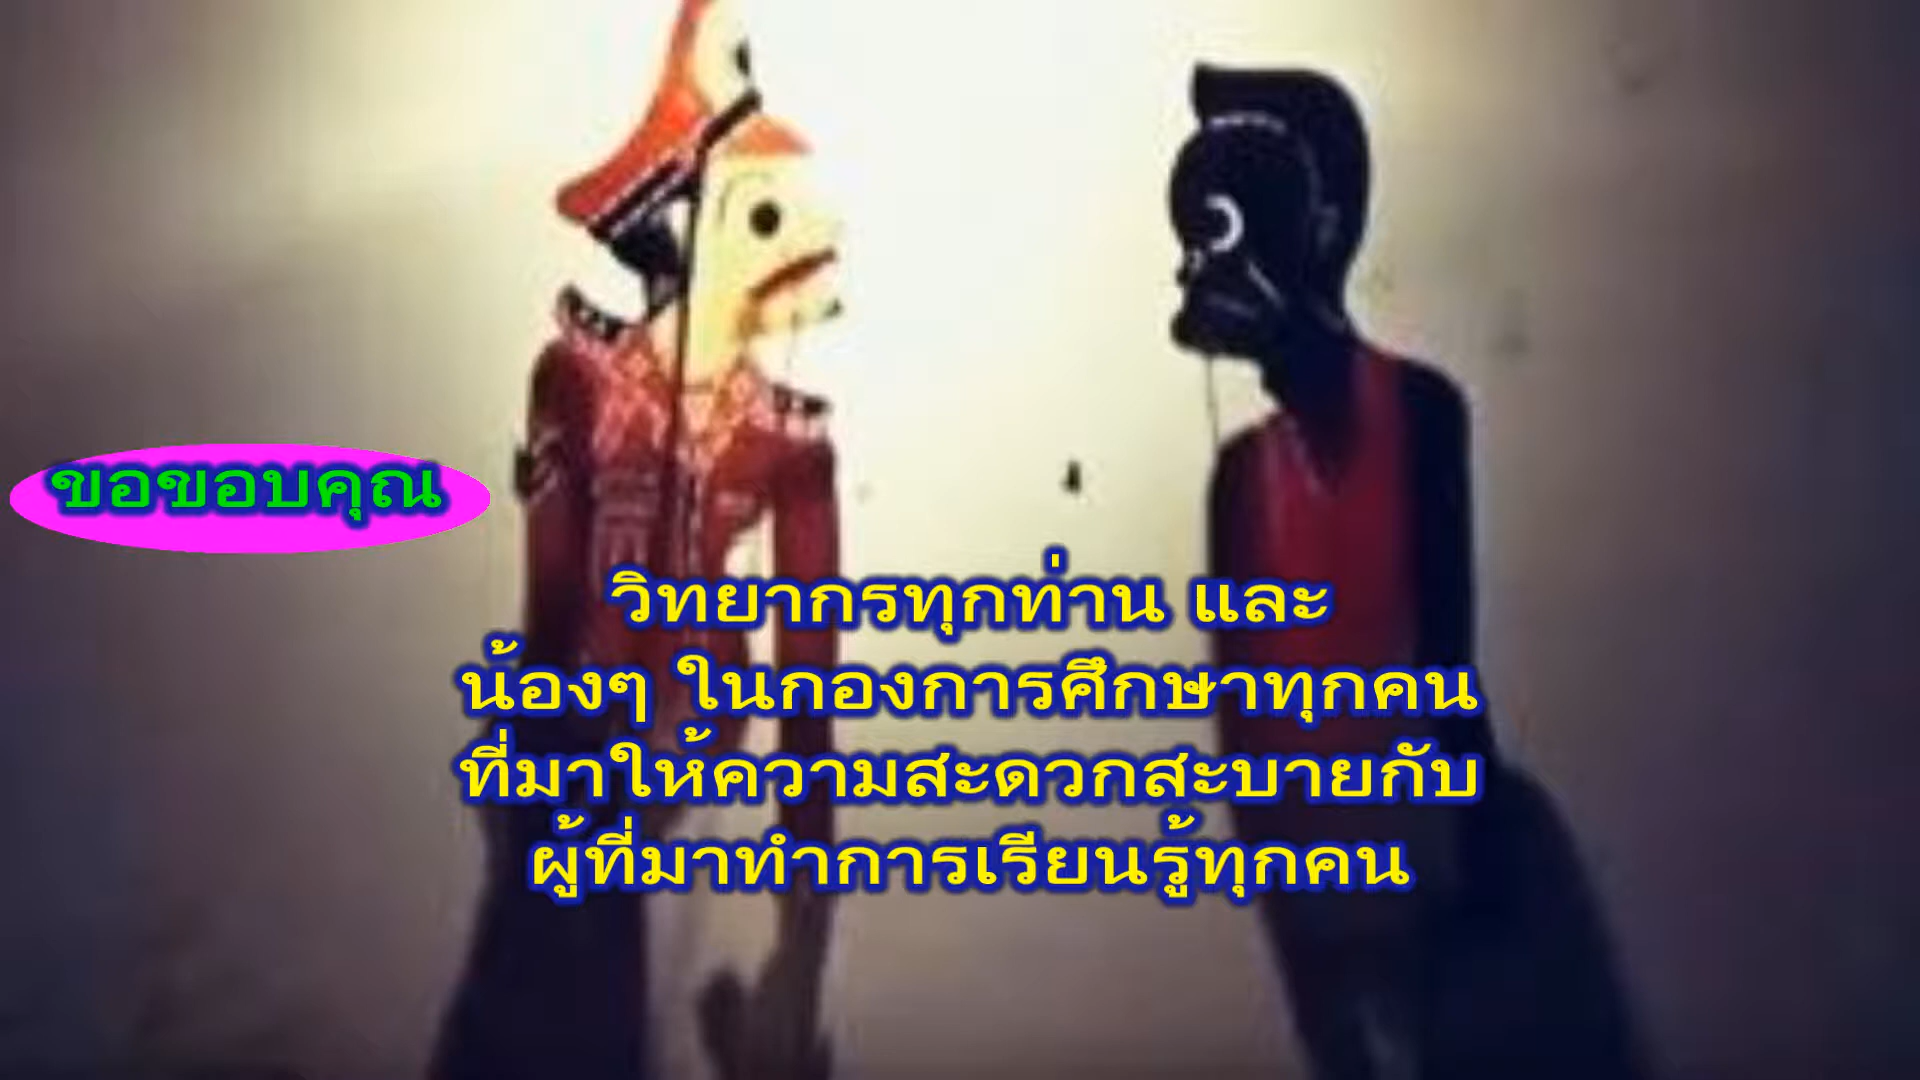 ขอขอบคุณ
วิทยากรทุกท่าน และ
น้องๆ ในกองการศึกษาทุกคน
ที่มาให้ความสะดวกสะบายกับ
ผู้ที่มาทำการเรียนรู้ทุกคน